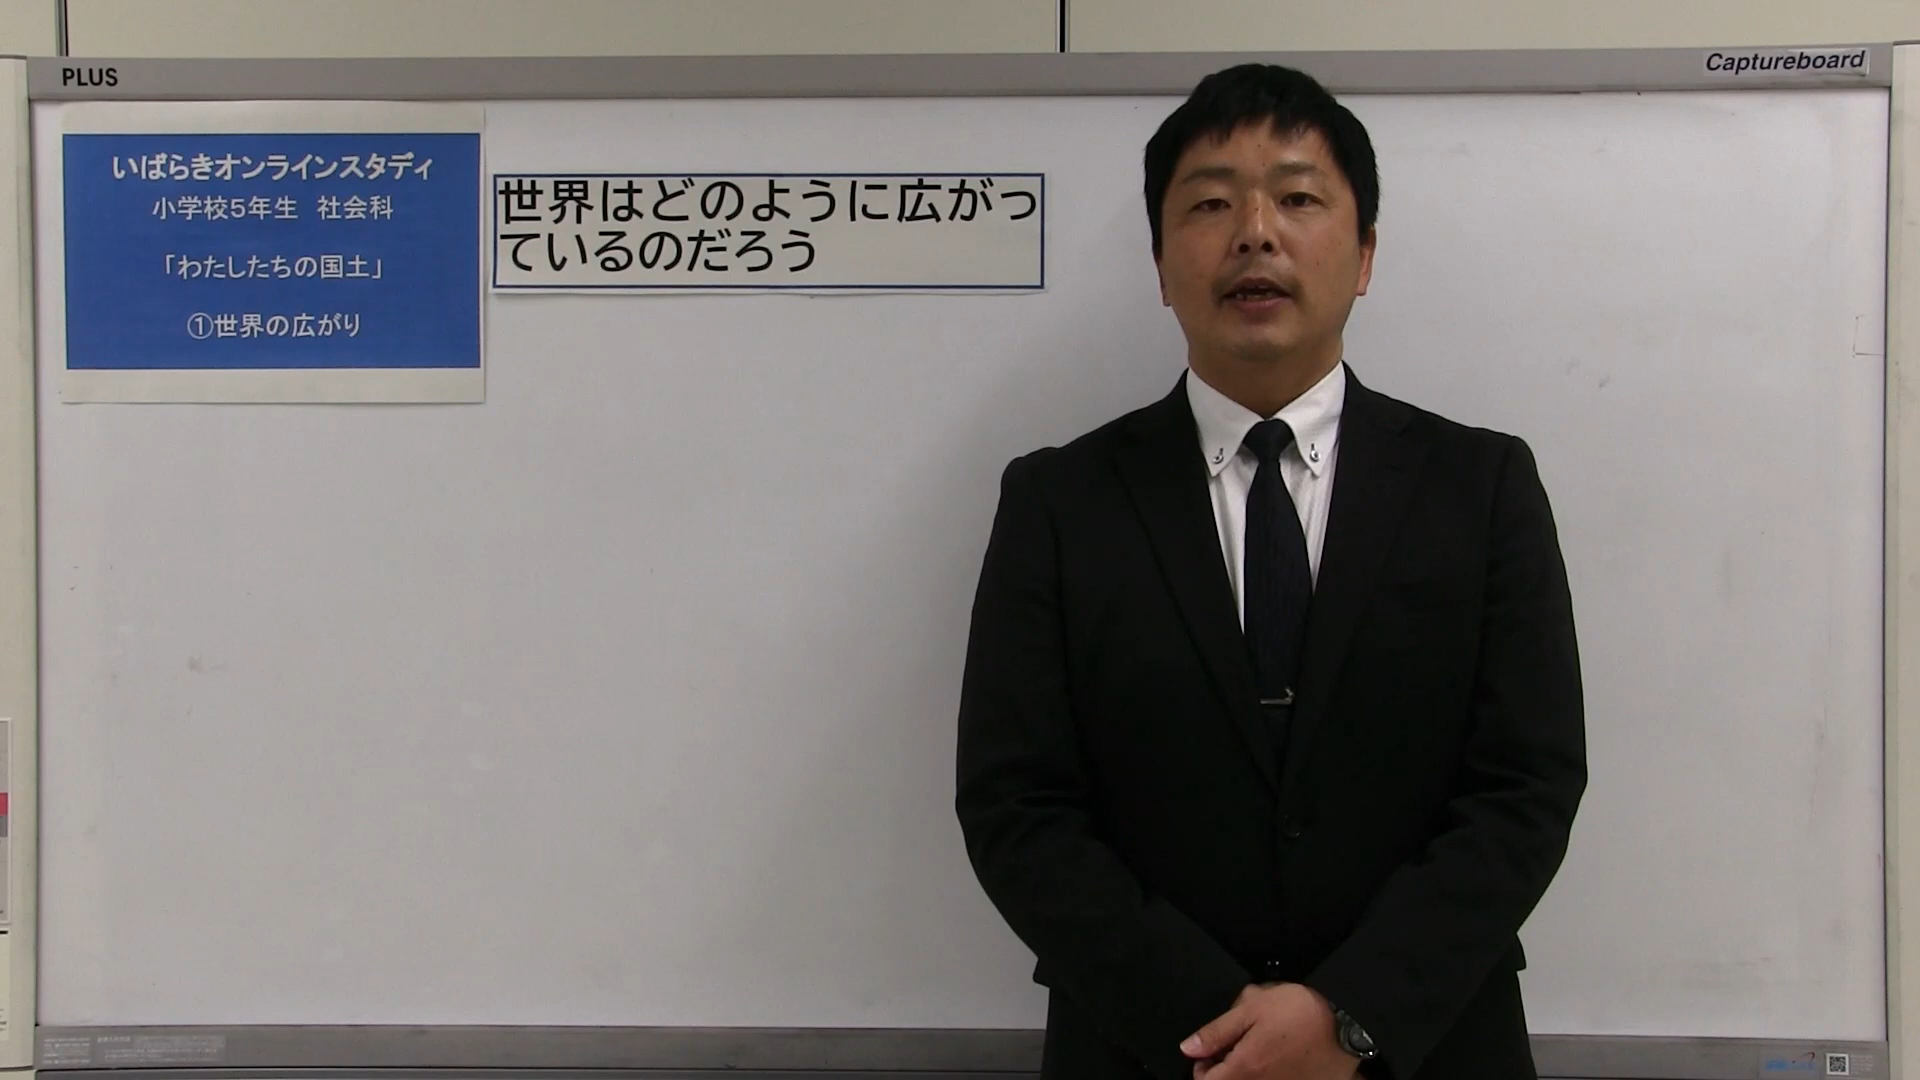 PLUS
Captureboard
いばらきオンラインスタディ
小学校5年生 社会科
「わたしたちの国土」
①世界の広がり
世界はどのように広がっ
ているのだろう